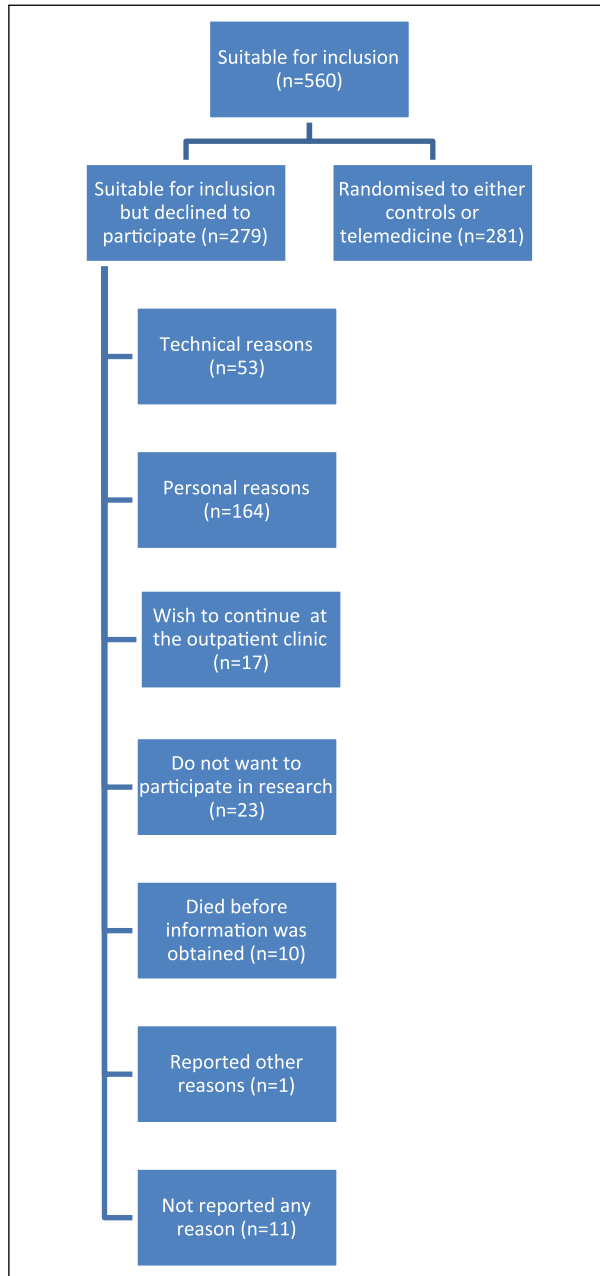 Suitable for inclusion
(n=560)
Suitable for inclusion
but declined to
participate (n=279)
Randomised to either
controls or
telemedicine (n=281)
Technical reasons
(n=53)
Personal reasons
(n=164)
Wish to continue at
the outpatient clinic
(n=17)
Do not want to
participate in research
(n=23)
Died before
information was
obtained (n=10)
Reported other
reasons (n=1)
Not reported any
reason (n=11)